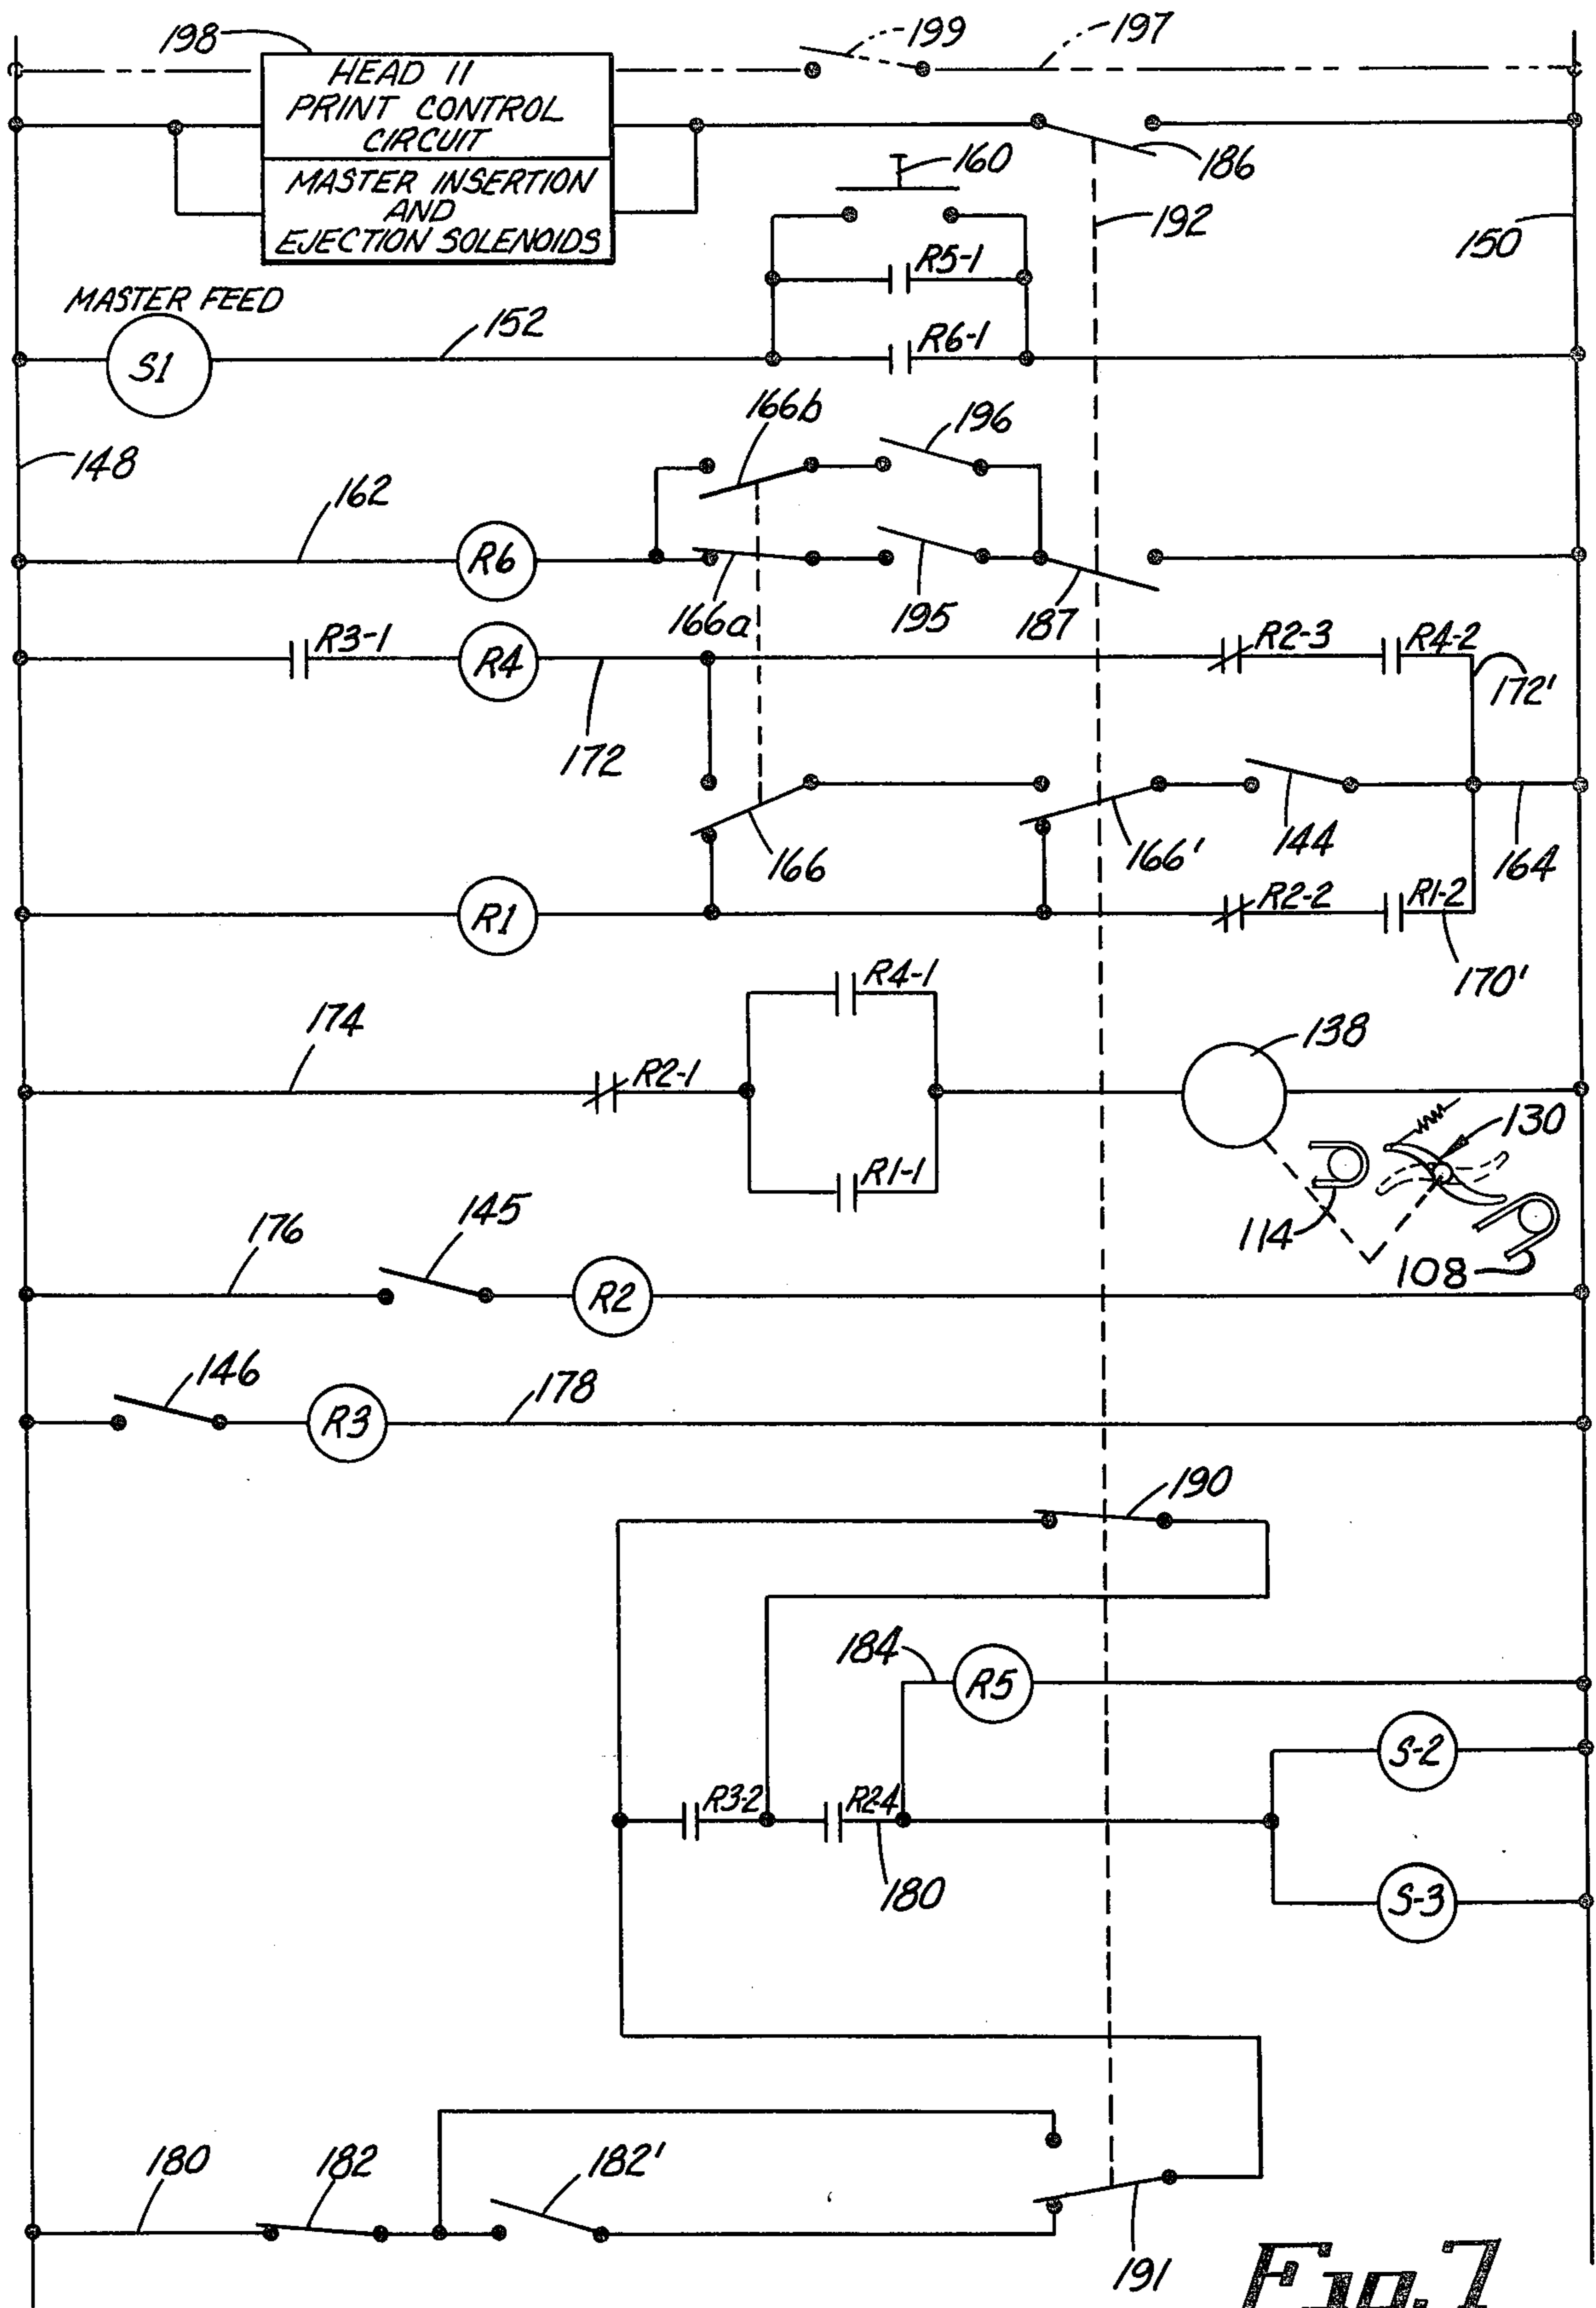 198
199
197
HEAD II
PRINT CONTROL
CIRCUIT
160
186
MASTER INSERTION
AND
EJECTION SOLENOIDS
192
150
R5-1
MASTER FEED
152
R6-1
S1
166b
196
148
162
R6
166a
195
187
R3-1
R4
R2-3
R4-2
172'
172
166
166'
144
164
R1
R2-2
R1-2
170'
R4-1
174
138
R2-1
130
R1-1
114
108
176
145
R2
146
178
R3
190
184
R5
S-2
R3-2
R2-4
180
S-3
180
182
182'
191
Fig. 7